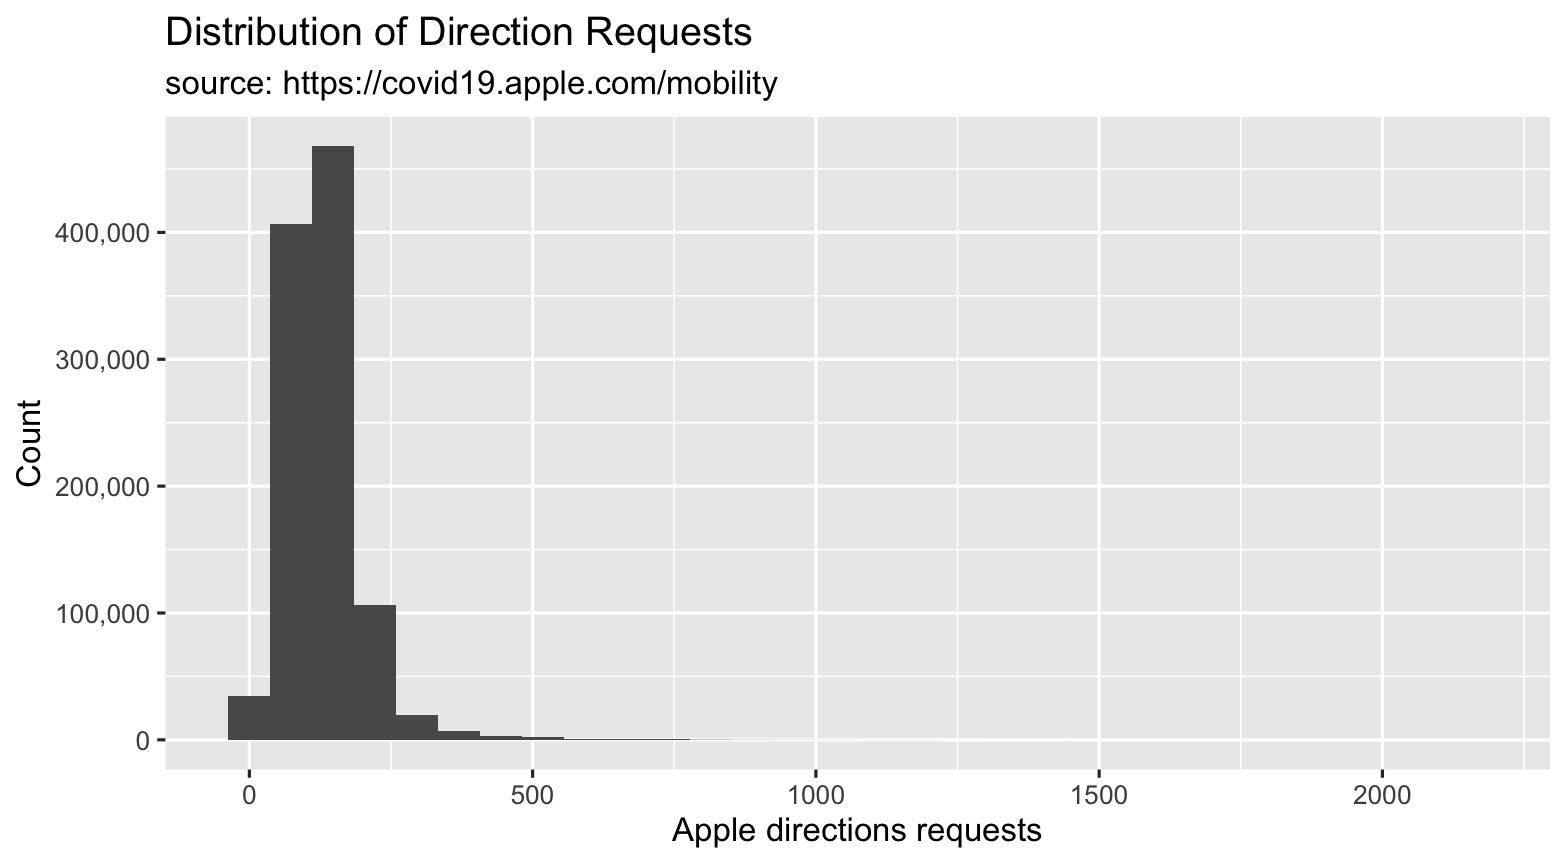 Distribution of Direction Requests
source: https://covid19.apple.com/mobility
Count
400,000
300,000
200,000
100,000
0
0 500 1000 1500 2000
Apple directions requests